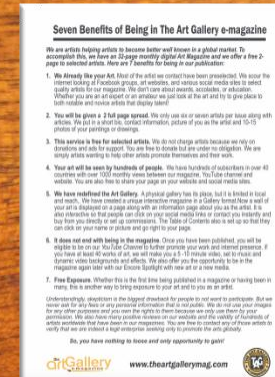 Seven Benefits of Being in The Art Gallery e-magazine
We are artists helping artists to become better well known in a global market. To
accomplish this, we have an 32-page monthly digital Art Magazine and we offer a free 2-
page to selected artists. Here are 7 benefits for being in our publication:
1. We Already like your Art. Most of the artist we contact have been preselected. We scour the
internet looking at Facebook groups, art websites, and various social media sites to select
quality artists for our magazine. We don't care about awards, accolades, or education.
Whether you are an art expert or an amateur we just look at the art and try to give place to
both notable and novice artists that display talent!
2. You will be given a 2 full page spread. We only use six or seven artists per issue along with
articles. We put in a short bio, contact information, picture of you as the artist and 10-15
photos of your paintings or drawings.
3. This service is free for selected artists. We do not charge artists because we rely on
donations and ads for support. You are free to donate but are under no obligation. We are
simply artists wanting to help other artists promote themselves and their work.
4. Your art will be seen by hundreds of people. We have hundreds of subscribers in over 40
countries with over 1000 monthly views between our magazine, YouTube channel and
website. You are also free to share your page on your website and social media sites.
5. We have redefined the Art Gallery. A physical gallery has its place, but it is limited in local
and reach,. We have created a unique interactive magazine in a Gallery format. Now a wall of
your art is displayed on a page along with an information page about you as the artist. It is
also interactive so that people can click on your social media links or contact you instantly and
buy from you directly or set up commissions. The Table of Contents also is set up so that they
can click on your name or picture and go right to your page.
6. It does not end with being in the magazine. Once you have been published, you will be
eligible to be on our YouTube Channel to further promote your work and internet presence. If
you have at least 40 works of art, we will make you a 5 -10 minute video, set to music and
dynamic video backgrounds and effects. We also offer you the opportunity to be in the
magazine again later with our Encore Spotlight with new art or a new media.
7. Free Exposure. Whether this is the first time being published in a magazine or having been in
many, this is another way to bring exposure to your art and to you as an artist.
Understandingly, skepticism is the biggest drawback for people to not want to participate. But we
never ask for any fees or any personal information that is not public. We do not use your images
for any other purposes and you own the rights to them because we only use them by your
permission. We also have many positive reviews on our website and the validity of hundreds of
artists worldwide that have been in our magazines. You are free to contact any of those artists to
verify that we are indeed a legit enterprise seeking only to promote the arts globally.
So, you have nothing to loose and only opportunity to gain!
the
artGallery
www.theartgallerymag.com